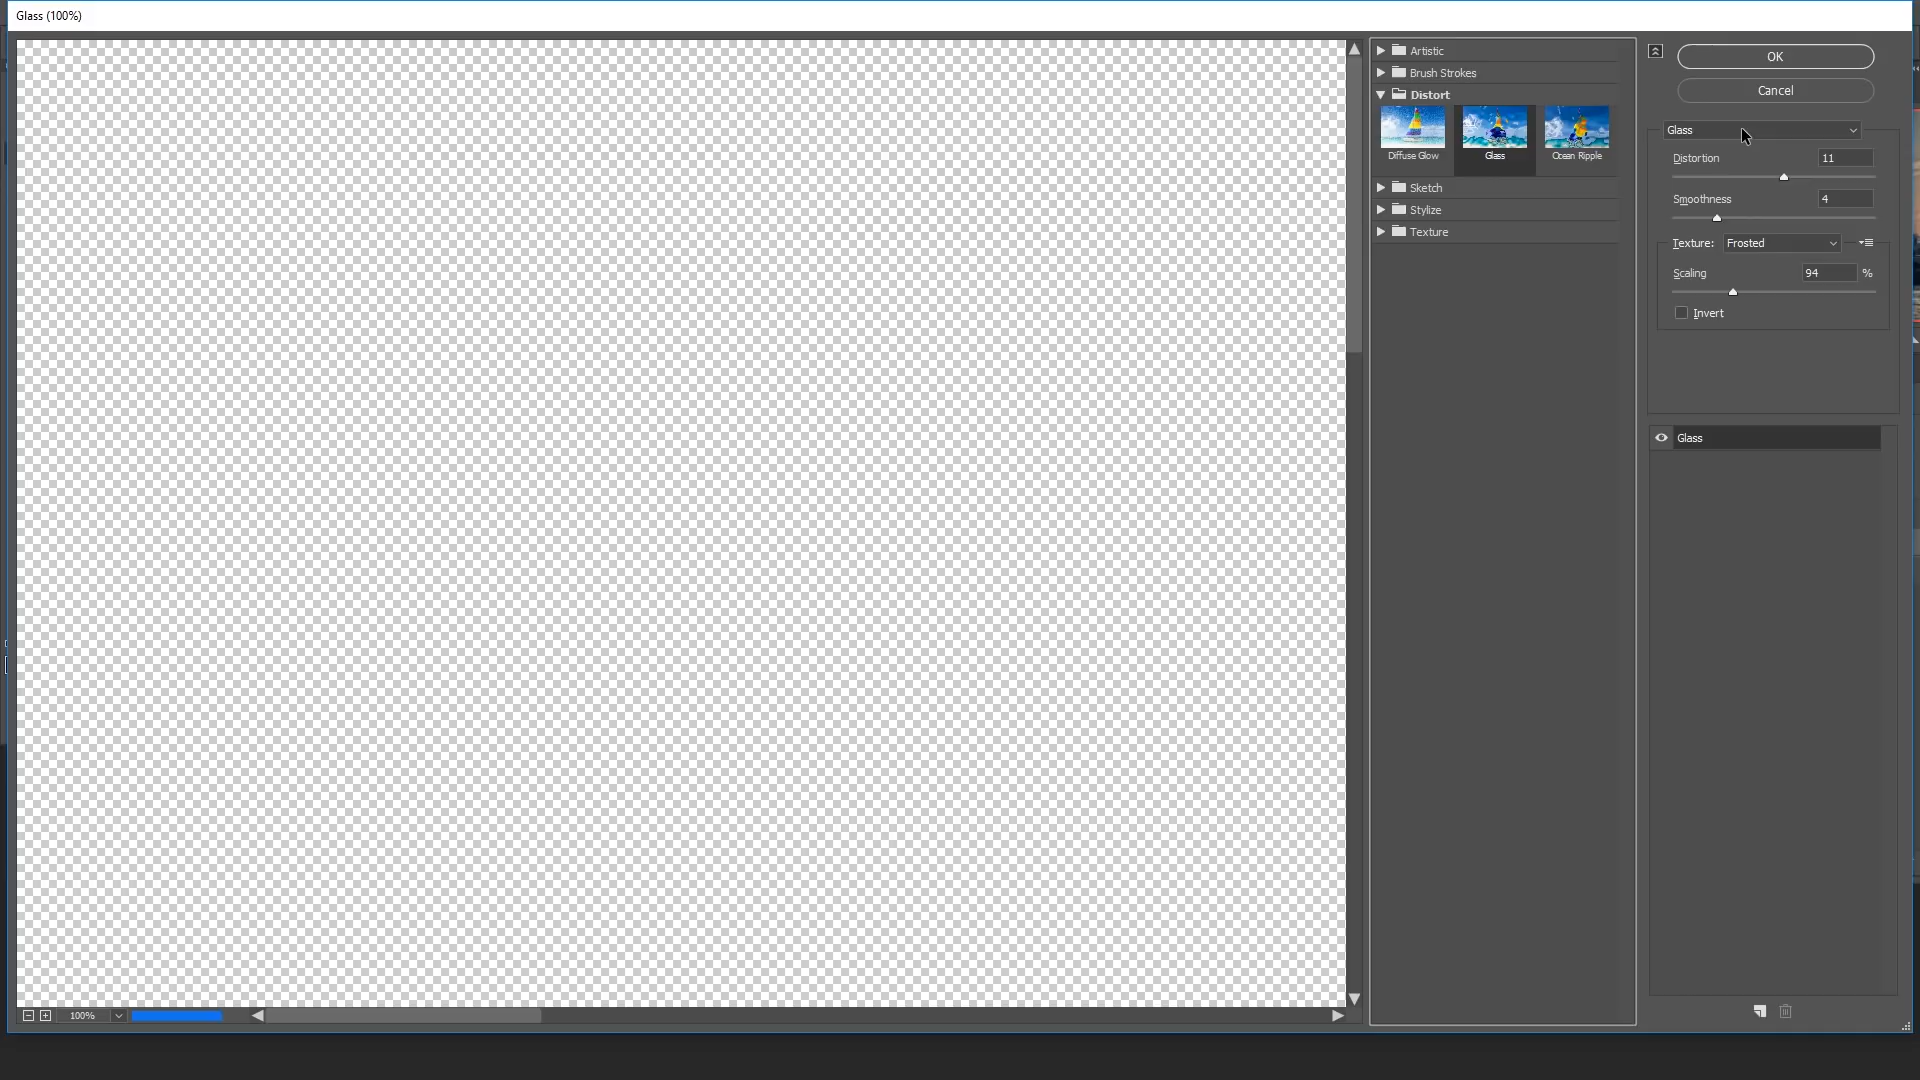 Glass (100%)
Artistic
Brush Strokes
Distort
Diffuse Glow
Glass
Ocean Ripple
Sketch
Stylize
Texture
OK
Cancel
Glass
Distortion 11
Smoothness 4
Texture: Frosted
Scaling 94 %
Invert
Glass
100%